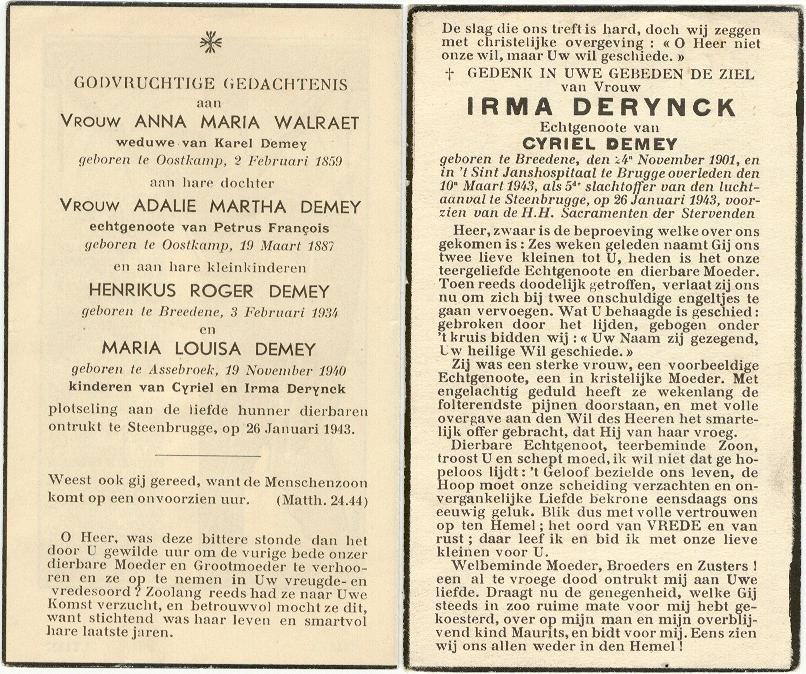 GODVRUCHTIGE GEDACHTENIS
aan
VROUW ANNA MARIA WALRAET
weduwe van Karel Demey
geboren te Oostkamp, 2 Februari 1859
aan hare dochter
VROUW ADALIE MARTHA DEMEY
echtgenoote van Petrus François
geboren te Oostkamp, 19 Maart 1887
en aan hare kleinkinderen
HENRIKUS ROGER DEMEY
geboren te Breedene, 3 Februari 1934
en
MARIA LOUISA DEMEY
geboren te Assebroek, 19 November 1940
kinderen van Cyriel en Irma Derynck
plotseling aan de liefde hunner dierbaren
ontrukt te Steenbrugge, op 26 Januari 1943.
Weest ook gij gereed, want de Menschenzoon
komt op een onvoorzien uur. (Matth. 24.44)
O Heer, was deze bittere stonde dan het
door U gewilde uur om de vurige bede onzer
dierbare Moeder en Grootmoeder te verhoo-
ren en ze op te nemen in Uw vreugde- en
vredesoord ? Zoolang reeds had ze naar Uwe
Komst verzucht, en betrouwvol mocht ze dit,
want stichtend was haar leven en smartvol
hare laatste jaren.
De slag die ons treft is hard, doch wij zeggen
met christelijke overgeving : « O Heer niet
onze wil, maar Uw wil geschiede. »
† GEDENK IN UWE GEBEDEN DE ZIEL
van Vrouw
IRMA DERYNCK
Echtgenoote van
CYRIEL DEMEY
geboren te Breedene, den 24n November 1901, en
in 't Sint Janshospitaal te Brugge overleden den
10n Maart 1943, als 5de slachtoffer van den lucht-
aanval te Steenbrugge, op 26 Januari 1943, voor-
zien van de H.H. Sacramenten der Stervenden
Heer, zwaar is de beproeving welke over ons
gekomen is : Zes weken geleden naamt Gij ons
twee lieve kleinen tot U, heden is het onze
teergeliefde Echtgenoote en dierbare Moeder.
Toen reeds doodelijk getroffen, verlaat zij ons
nu om zich bij twee onschuldige engeltjes te
gaan vervoegen. Wat U behaagde is geschied :
gebroken door het lijden, gebogen onder
't kruis bidden wij : « Uw Naam zij gezegend,
Uw heilige Wil geschiede. »
Zij was een sterke vrouw, een voorbeeldige
Echtgenoote, een in kristelijke Moeder. Met
engelachtig geduld heeft ze wekenlang de
folterendste pijnen doorstaan, en met volle
overgave aan den Wil des Heeren het smarte-
lijk offer gebracht, dat Hij van haar vroeg.
Dierbare Echtgenoot, teerbeminde Zoon,
troost U en schept moed, ik wil niet dat ge ho-
peloos lijdt : 't Geloof bezielde ons leven, de
Hoop moet onze scheiding verzachten en on-
vergankelijke Liefde bekrone eensdaags ons
eeuwig geluk. Blik dus met volle vertrouwen
op ten Hemel ; het oord van VREDE en van
rust ; daar leef ik en bid ik met onze lieve
kleinen voor U.
Welbeminde Moeder, Broeders en Zusters !
een al te vroege dood ontrukt mij aan Uwe
liefde. Draagt nu de genegenheid, welke Gij
steeds in zoo ruime mate voor mij hebt ge-
koesterd, over op mijn man en mijn overblij-
vend kind Maurits, en bidt voor mij. Eens zien
wij ons allen weder in den Hemel !